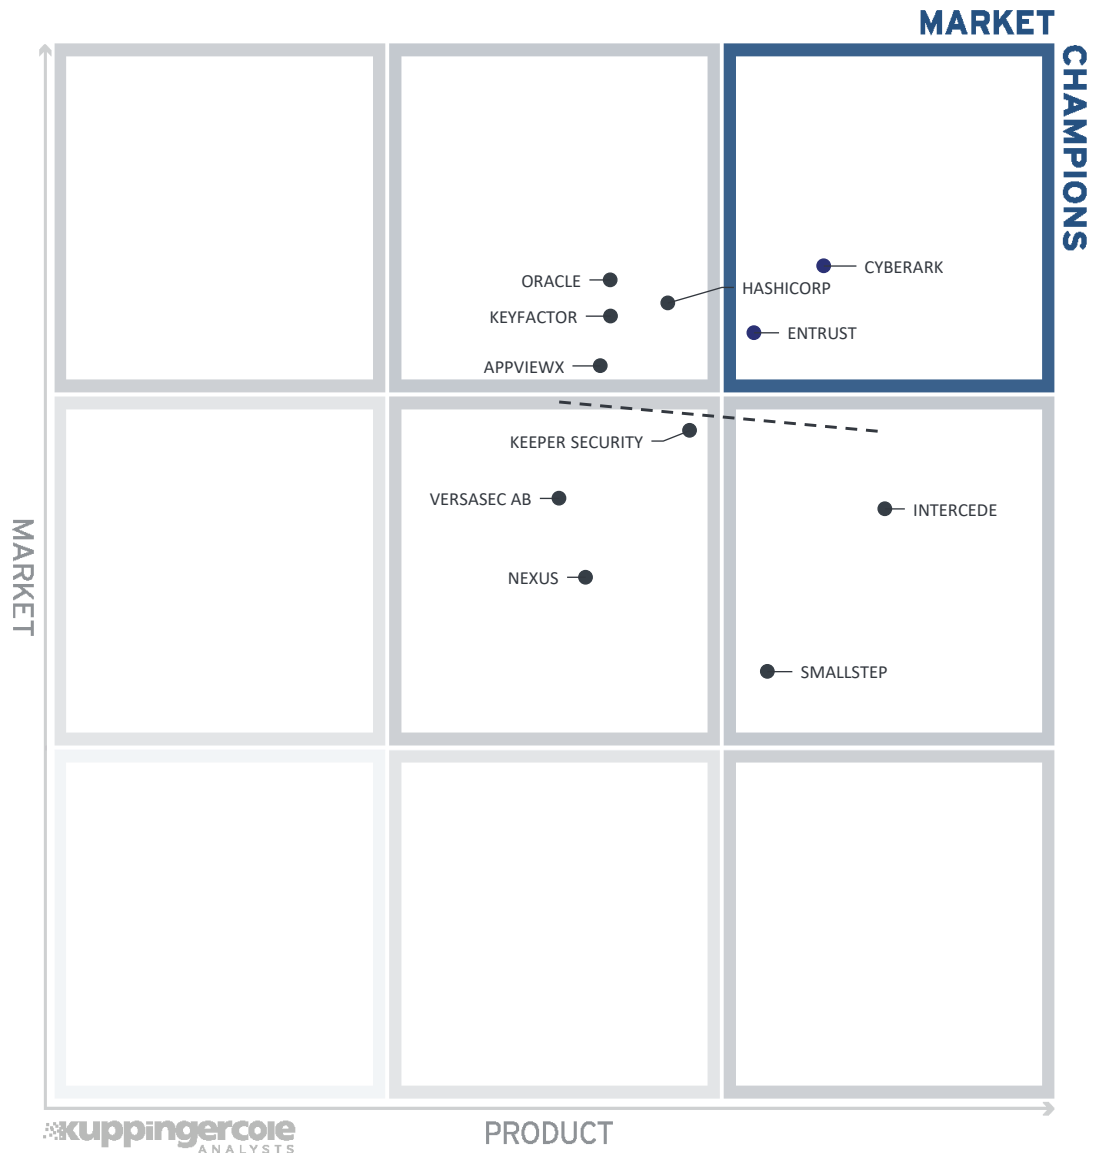 MARKET
CHAMPIONS
CYBERARK
ORACLE
HASHICORP
KEYFACTOR
ENTRUST
APPVIEWX
KEEPER SECURITY
VERSASEC AB
INTERCEDE
MARKET
NEXUS
SMALLSTEP
kuppingercole
ANALYSTS
PRODUCT